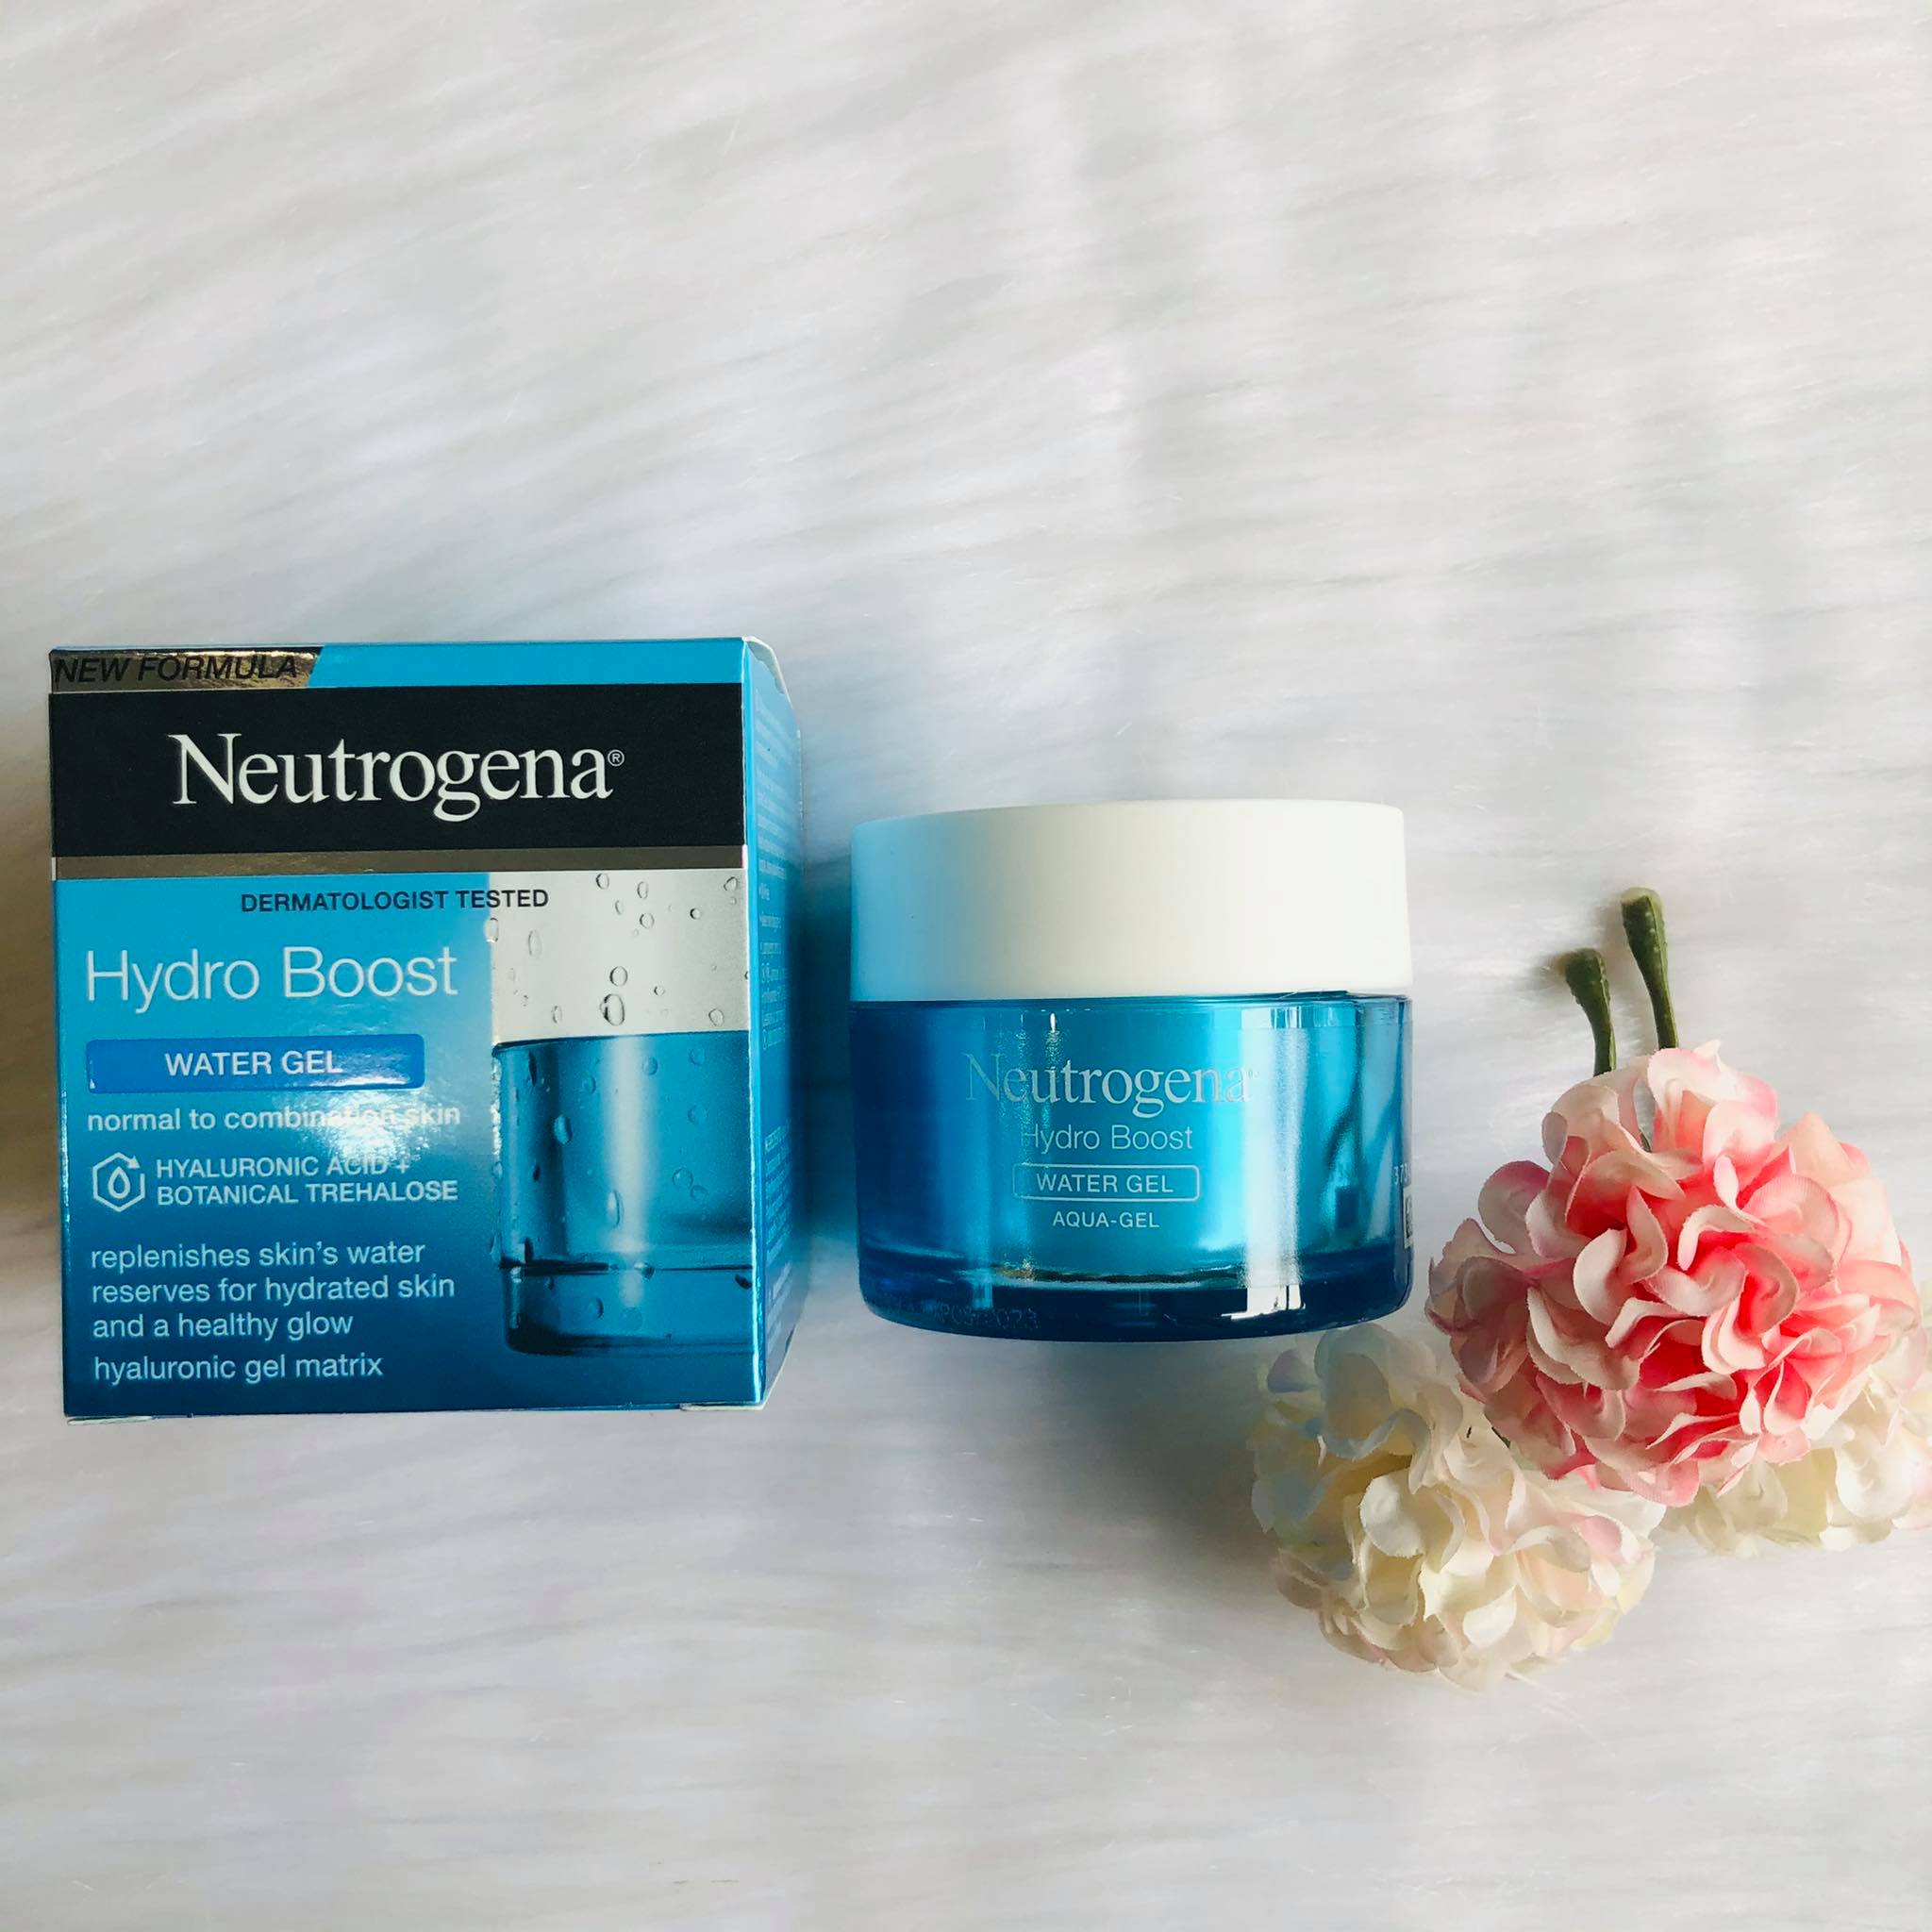 NEW FORMULA
Neutrogena®
DERMATOLOGIST TESTED
Hydro Boost
WATER GEL
normal to combination skin
HYALURONIC ACID +
BOTANICAL TREHALOSE
replenishes skin's water
reserves for hydrated skin
and a healthy glow
hyaluronic gel matrix
Neutrogena
Hydro Boost
WATER GEL
AQUA-GEL